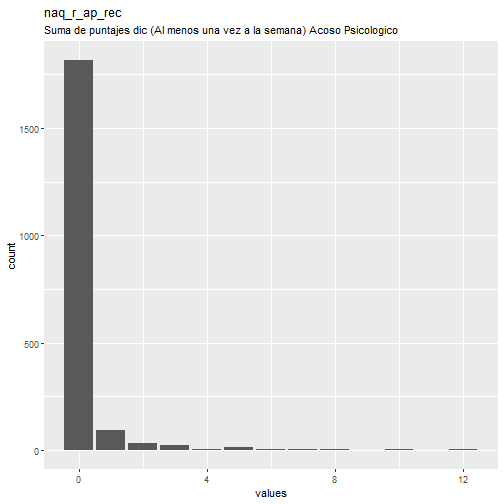 naq_r_ap_rec
Suma de puntajes dic (Al menos una vez a la semana) Acoso Psicologico
1500
1000
500
0
count
0 4 8 12
values